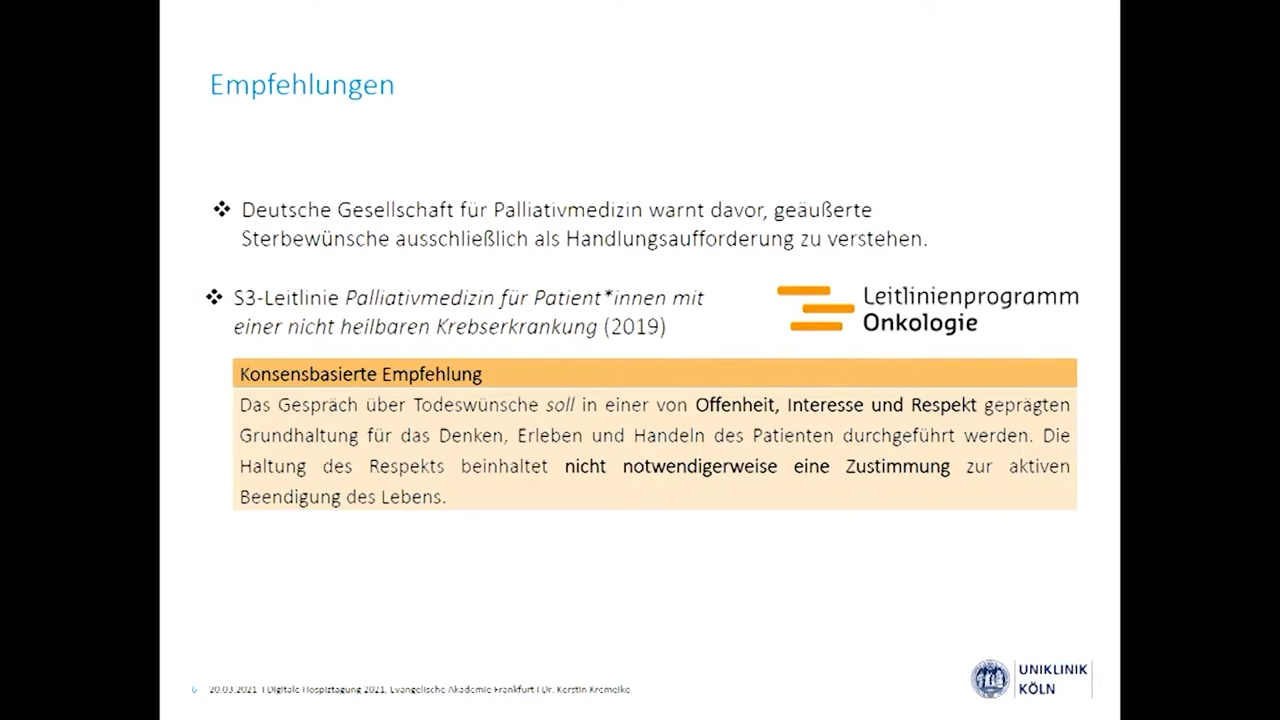 Empfehlungen
❖ Deutsche Gesellschaft für Palliativmedizin warnt davor, geäußerte
Sterbewünsche ausschließlich als Handlungsaufforderung zu verstehen.
❖ S3-Leitlinie Palliativmedizin für Patient*innen mit
einer nicht heilbaren Krebserkrankung (2019)
Leitlinienprogramm
Onkologie
Konsensbasierte Empfehlung
Das Gespräch über Todeswünsche soll in einer von Offenheit, Interesse und Respekt geprägten
Grundhaltung für das Denken, Erleben und Handeln des Patienten durchgeführt werden. Die
Haltung des Respekts beinhaltet nicht notwendigerweise eine Zustimmung zur aktiven
Beendigung des Lebens.
6 20.03.2021 I Digitale Hospiztagung 2021, Evangelische Akademie Frankfurt I Dr. Kerstin Kremeike
UNIKLINIK
KÖLN